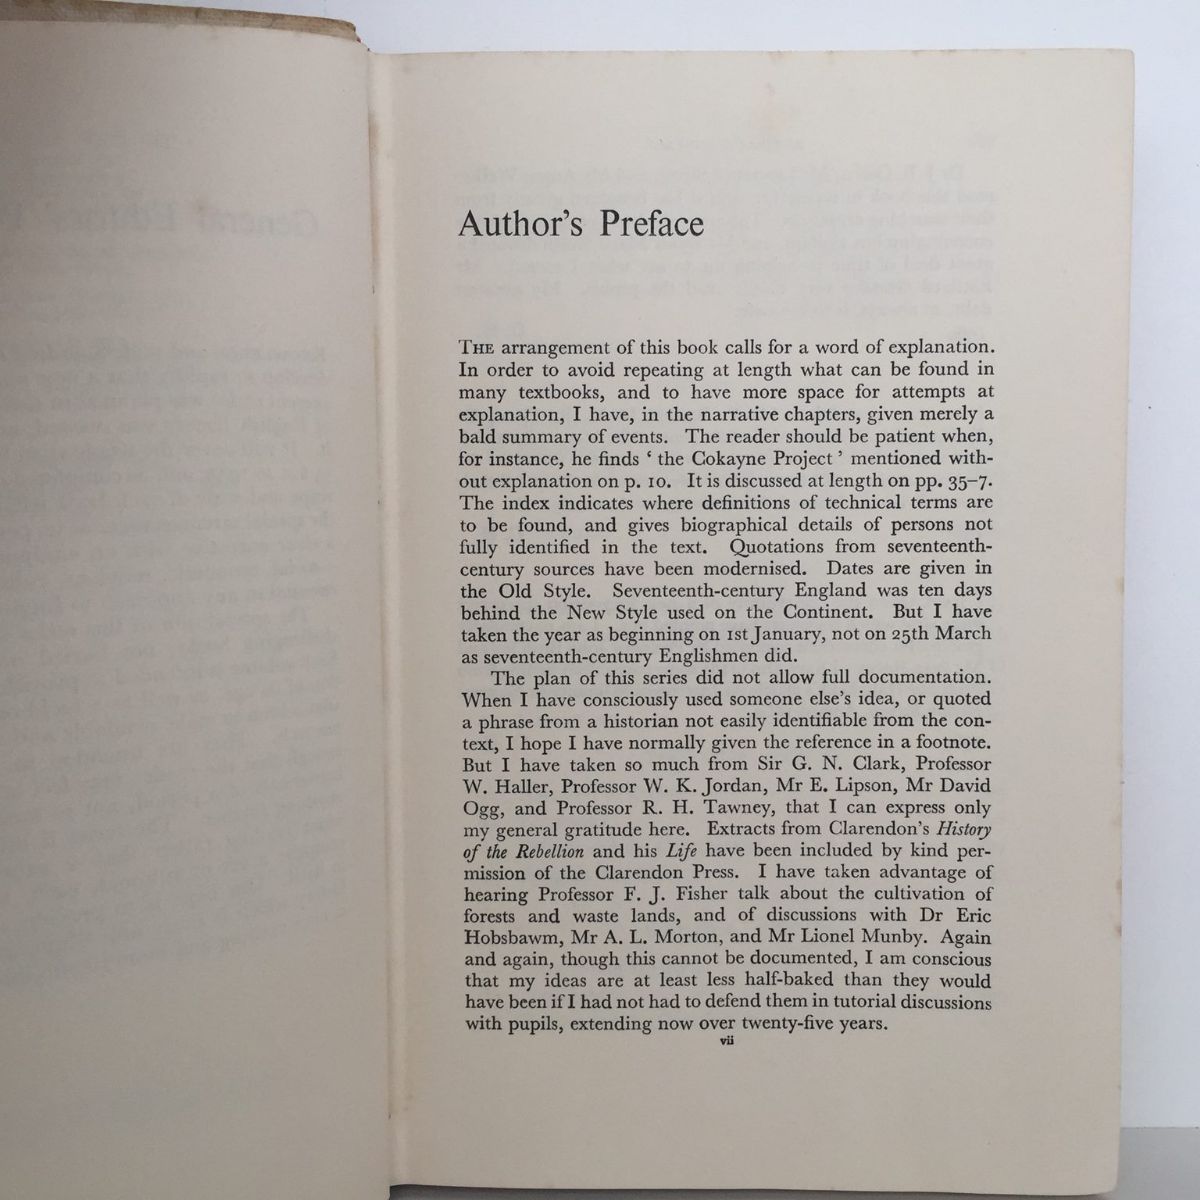 Author's Preface
THE arrangement of this book calls for a word of explanation.
In order to avoid repeating at length what can be found in
many textbooks, and to have more space for attempts at
explanation, I have, in the narrative chapters, given merely a
bald summary of events. The reader should be patient when,
for instance, he finds ‘ the Cokayne Project ’ mentioned with-
out explanation on p. 10. It is discussed at length on pp. 35–7.
The index indicates where definitions of technical terms are
to be found, and gives biographical details of persons not
fully identified in the text. Quotations from seventeenth-
century sources have been modernised. Dates are given in
the Old Style. Seventeenth-century England was ten days
behind the New Style used on the Continent. But I have
taken the year as beginning on 1st January, not on 25th March
as seventeenth-century Englishmen did.
The plan of this series did not allow full documentation.
When I have consciously used someone else's idea, or quoted
a phrase from a historian not easily identifiable from the con-
text, I hope I have normally given the reference in a footnote.
But I have taken so much from Sir G. N. Clark, Professor
W. Haller, Professor W. K. Jordan, Mr E. Lipson, Mr David
Ogg, and Professor R. H. Tawney, that I can express only
my general gratitude here. Extracts from Clarendon's History
of the Rebellion and his Life have been included by kind per-
mission of the Clarendon Press. I have taken advantage of
hearing Professor F. J. Fisher talk about the cultivation of
forests and waste lands, and of discussions with Dr Eric
Hobsbawm, Mr A. L. Morton, and Mr Lionel Munby. Again
and again, though this cannot be documented, I am conscious
that my ideas are at least less half-baked than they would
have been if I had not had to defend them in tutorial discussions
with pupils, extending now over twenty-five years.
vii